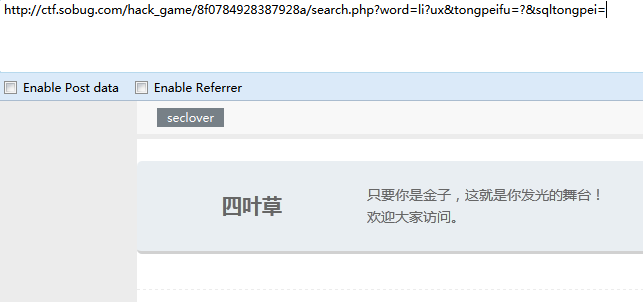 http://ctf.sobug.com/hack_game/8f0784928387928a/search.php?word=li?ux&tongpeifu=?&sqltongpei=
Enable Post data
Enable Referrer
seclover
四叶草
只要你是金子，这就是你发光的舞台！
欢迎大家访问。